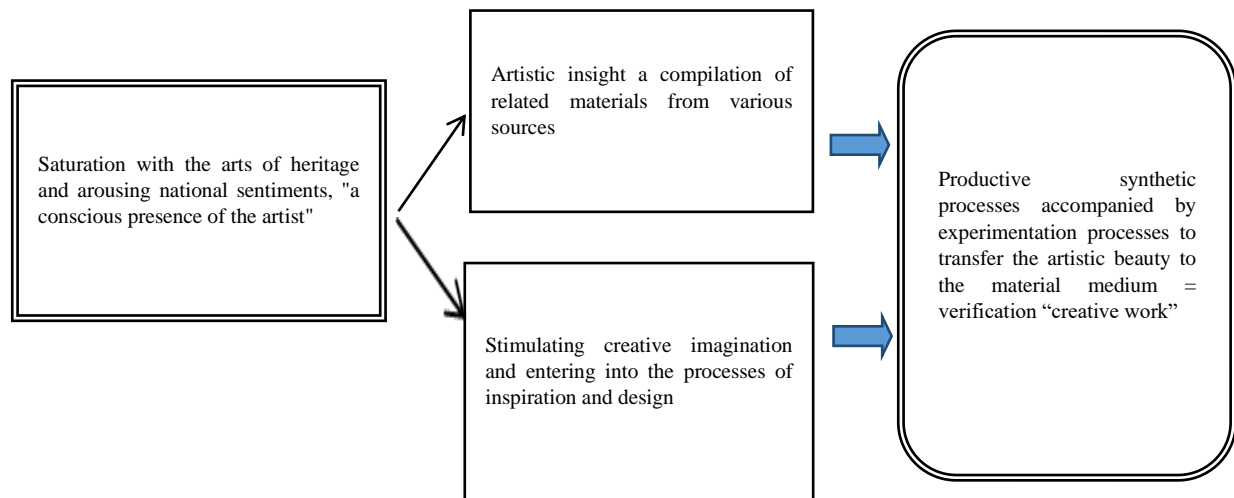 Saturation with the arts of heritage
and arousing national sentiments, "a
conscious presence of the artist"
Artistic insight a compilation of
related materials from various
sources
Stimulating creative imagination
and entering into the processes of
inspiration and design
Productive synthetic
processes accompanied by
experimentation processes to
transfer the artistic beauty to
the material medium =
verification “creative work”